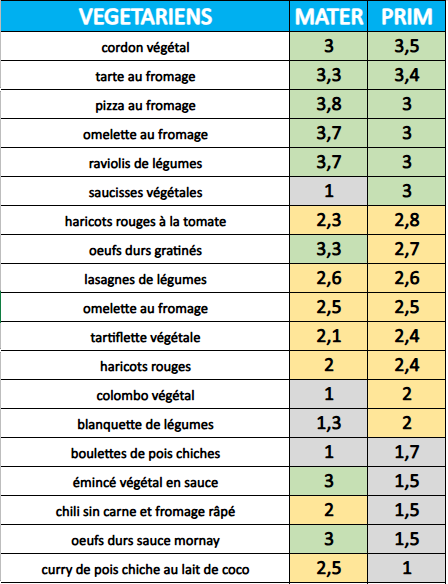 VEGETARIENS MATER PRIM
cordon végétal 3 3,5
tarte au fromage 3,3 3,4
pizza au fromage 3,8 3
omelette au fromage 3,7 3
raviolis de légumes 3,7 3
saucisses végétales 1 3
haricots rouges à la tomate 2,3 2,8
oeufs durs gratinés 3,3 2,7
lasagnes de légumes 2,6 2,6
omelette au fromage 2,5 2,5
tartiflette végétale 2,1 2,4
haricots rouges 2 2,4
colombo végétal 1 2
blanquette de légumes 1,3 2
boulettes de pois chiches 1 1,7
émincé végétal en sauce 3 1,5
chili sin carne et fromage râpé 2 1,5
oeufs durs sauce mornay 3 1,5
curry de pois chiche au lait de coco 2,5 1